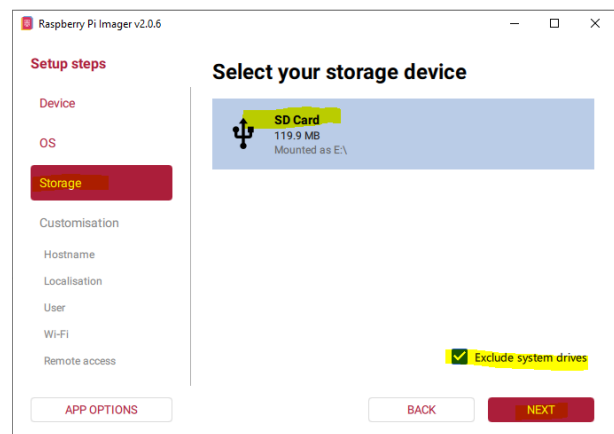 Raspberry Pi Imager v2.0.6
Setup steps
Select your storage device
Device
OS
Storage
Customisation
Hostname
Localisation
User
Wi-Fi
Remote access
SD Card
119.9 MB
Mounted as E:\
Exclude system drives
APP OPTIONS
BACK
NEXT